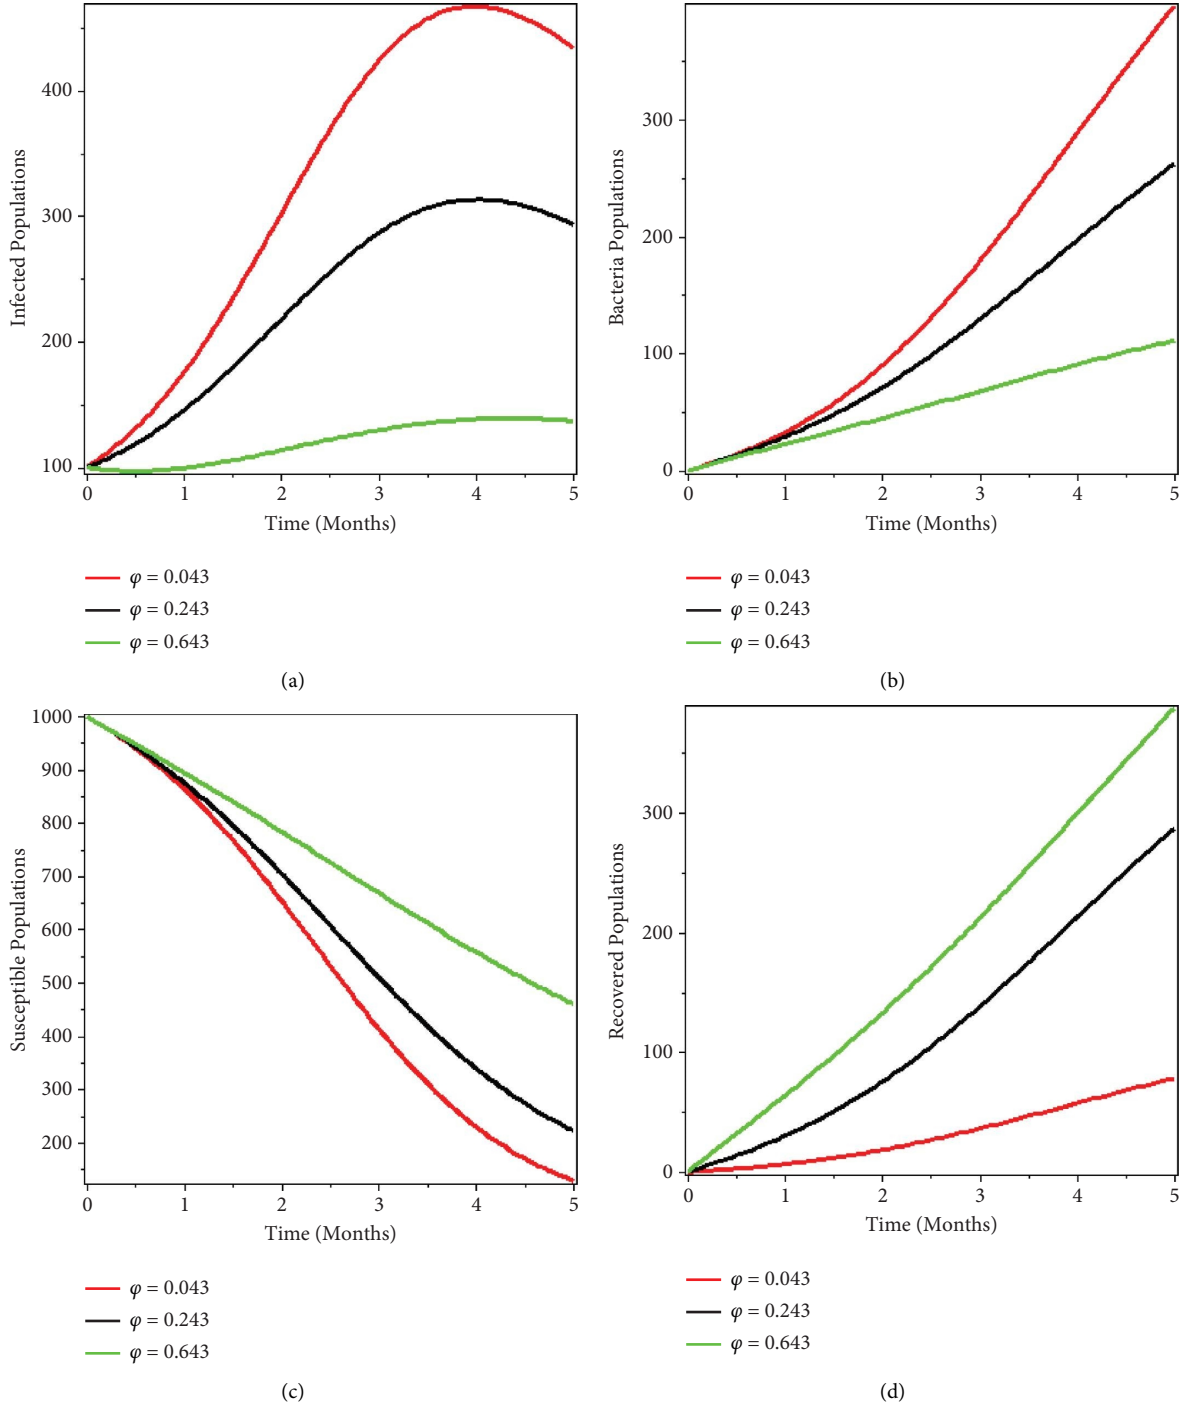 400
300
200
100
Infected Populations
0 1 2 3 4 5
Time (Months)
φ = 0.043
φ = 0.243
φ = 0.643
(a)
300
200
100
0
Bacteria Populations
0 1 2 3 4 5
Time (Months)
φ = 0.043
φ = 0.243
φ = 0.643
(b)
1000
900
800
700
600
500
400
300
200
Susceptible Populations
0 1 2 3 4 5
Time (Months)
φ = 0.043
φ = 0.243
φ = 0.643
(c)
300
200
100
0
Recovered Populations
0 1 2 3 4 5
Time (Months)
φ = 0.043
φ = 0.243
φ = 0.643
(d)